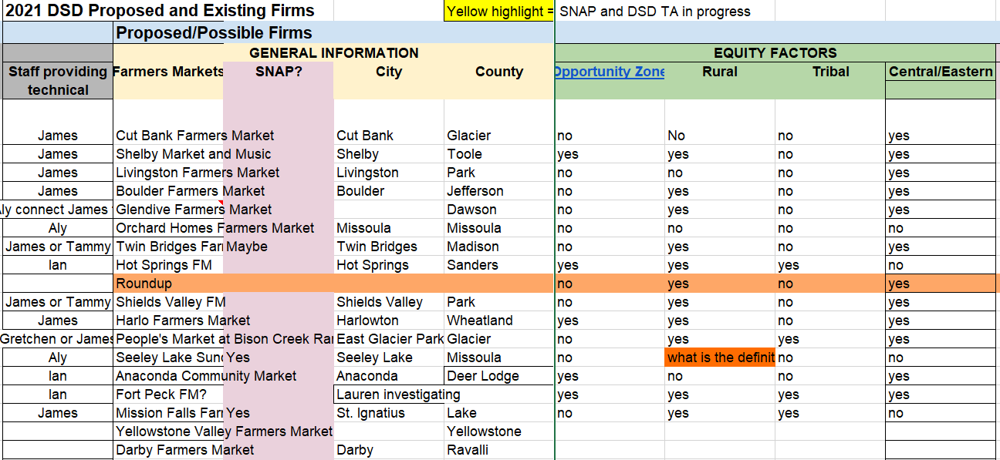 2021 DSD Proposed and Existing Firms Yellow highlight = SNAP and DSD TA in progress
Proposed/Possible Firms
GENERAL INFORMATION EQUITY FACTORS
Staff providing technical Farmers Markets SNAP? City County Opportunity Zone Rural Tribal Central/Eastern
James Cut Bank Farmers Market Cut Bank Glacier no No no yes
James Shelby Market and Music Shelby Toole yes yes no yes
James Livingston Farmers Market Livingston Park no no no yes
James Boulder Farmers Market Boulder Jefferson no yes no yes
ly connect James Glendive Farmers Market Dawson no yes no yes
Aly Orchard Homes Farmers Market Missoula Missoula no no no no
James or Tammy Twin Bridges Far Maybe Twin Bridges Madison no yes no yes
Ian Hot Springs FM Hot Springs Sanders yes yes yes no
Roundup no yes no yes
James or Tammy Shields Valley FM Shields Valley Park no yes no yes
James Harlo Farmers Market Harlowton Wheatland yes yes no yes
Gretchen or James People's Market at Bison Creek Ra East Glacier Park Glacier no yes yes yes
Aly Seeley Lake Sun Yes Seeley Lake Missoula no what is the definit no no
Ian Anaconda Community Market Anaconda Deer Lodge yes no no yes
Ian Fort Peck FM? Lauren investigating yes yes yes yes
James Mission Falls Far Yes St. Ignatius Lake no yes yes no
Yellowstone Valley Farmers Market Yellowstone
Darby Farmers Market Darby Ravalli